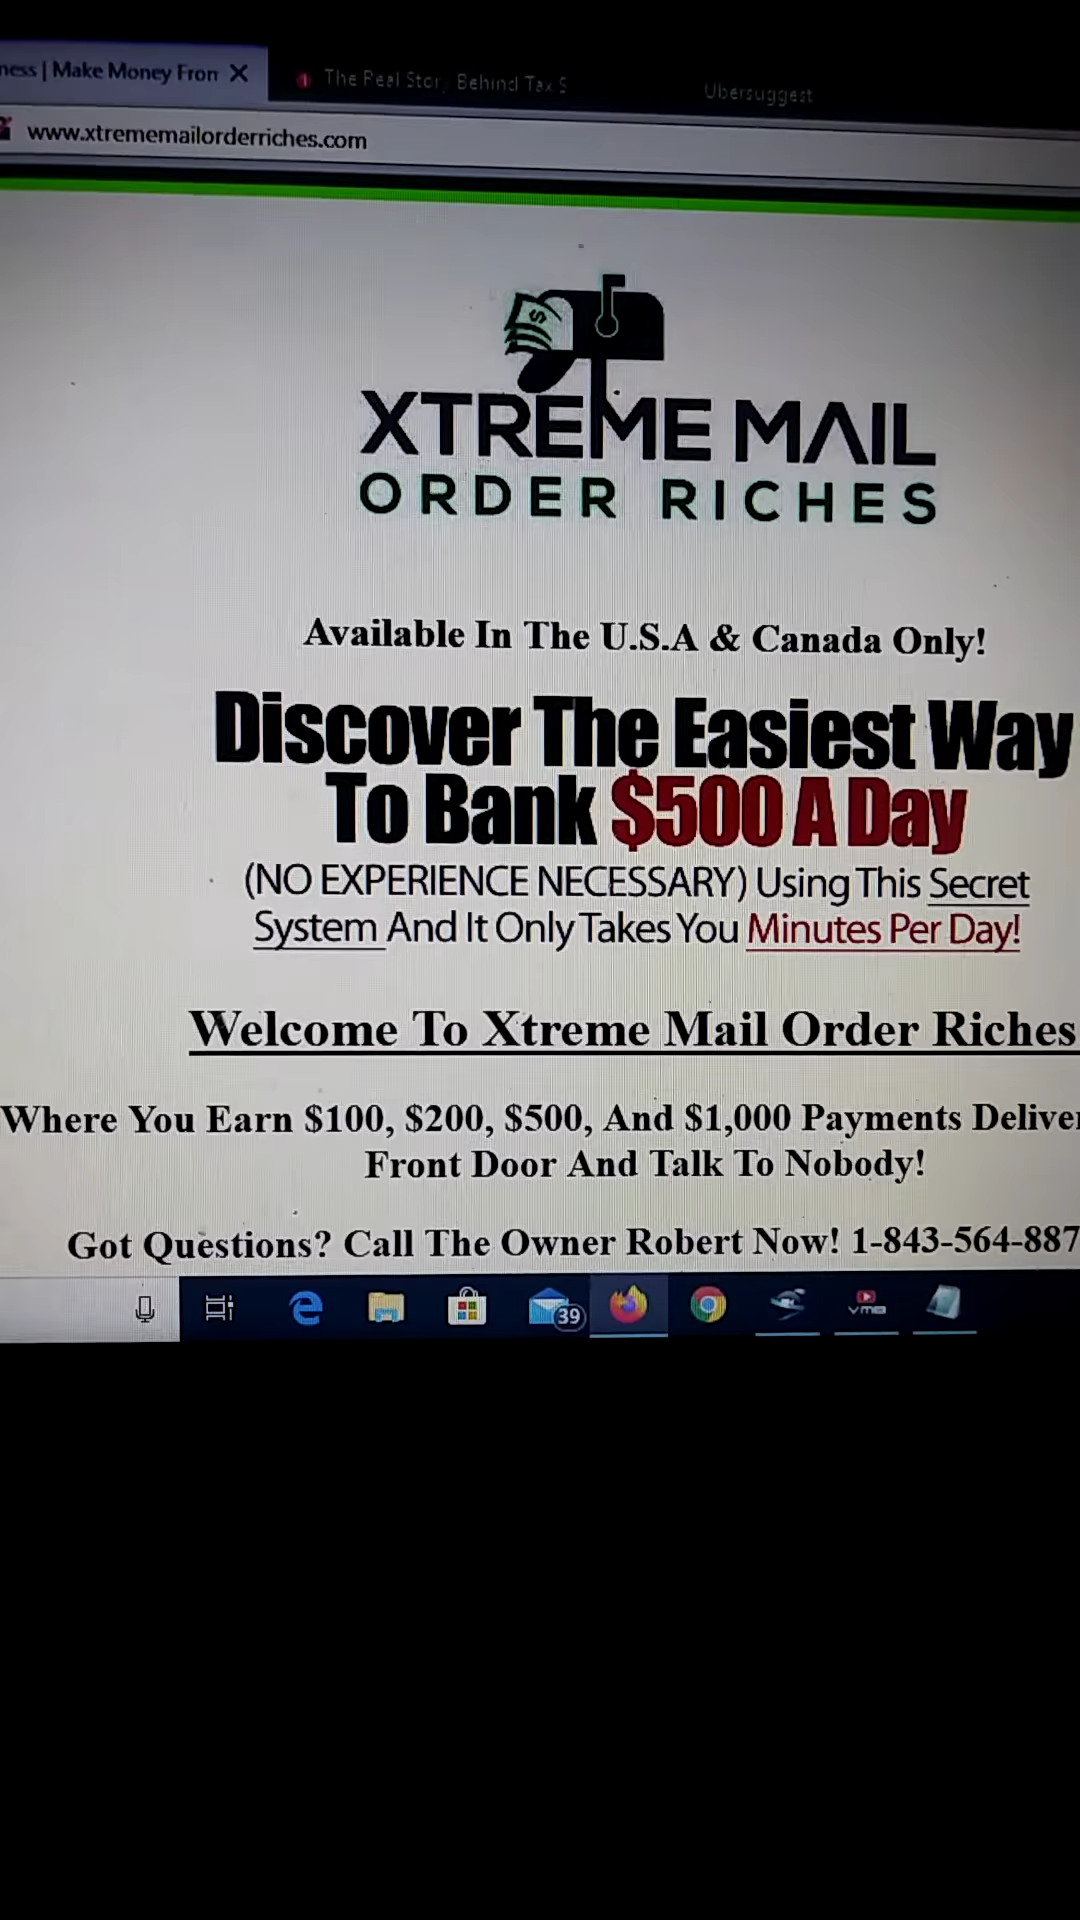 ness | Make Money Fron
The Real Story Behind Tax S
Ubersuggest
www.xtrememailorderriches.com
XTREME MAIL
ORDER RICHES
Available In The U.S.A & Canada Only!
Discover The Easiest Way
To Bank $500 A Day
(NO EXPERIENCE NECESSARY) Using This Secret
System And It Only Takes You Minutes Per Day!
Welcome To Xtreme Mail Order Riches
Where You Earn $100, $200, $500, And $1,000 Payments Deliver
Front Door And Talk To Nobody!
Got Questions? Call The Owner Robert Now! 1-843-564-887
39
VMB